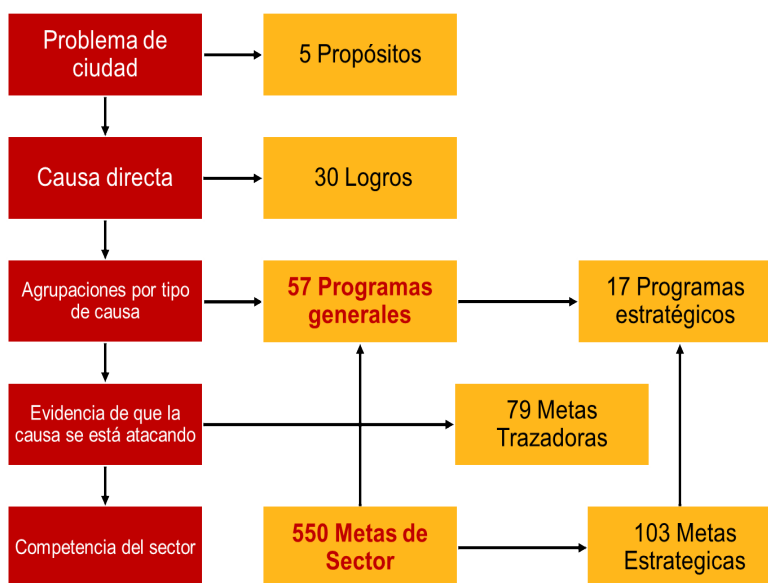 Problema de
ciudad
5 Propósitos
Causa directa
30 Logros
Agrupaciones por tipo
de causa
57 Programas
generales
17 Programas
estratégicos
Evidencia de que la
causa se está atacando
79 Metas
Trazadoras
Competencia del sector
550 Metas de
Sector
103 Metas
Estrategicas